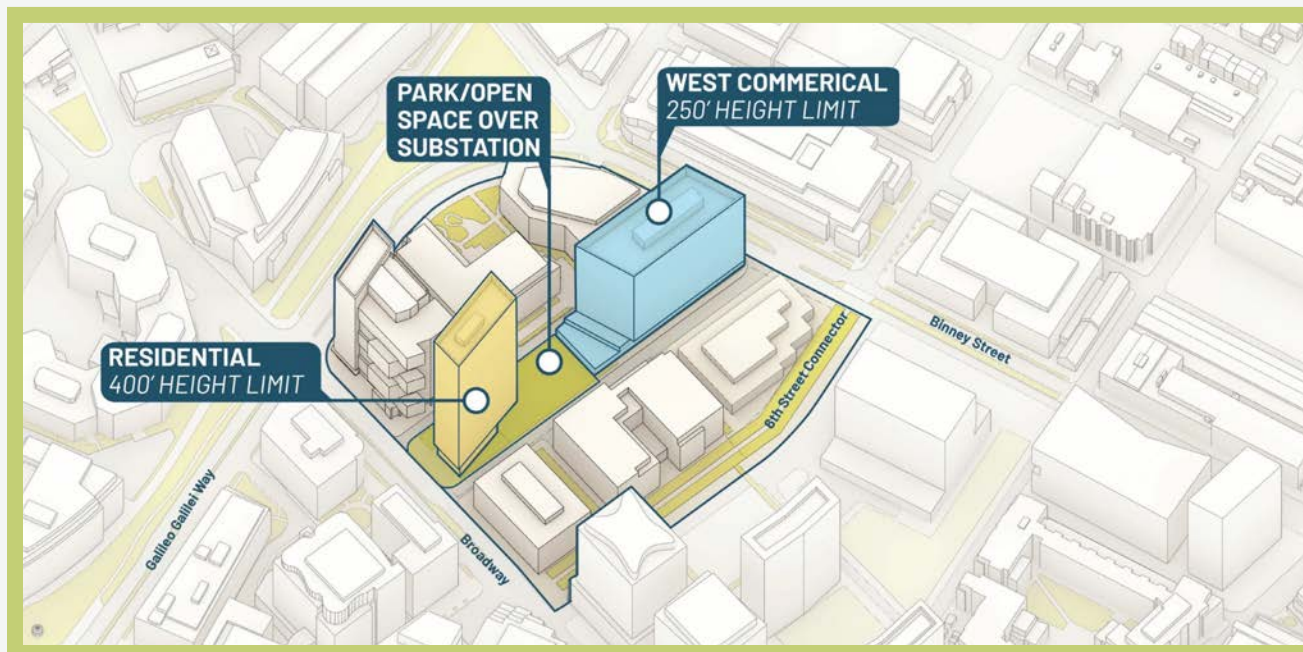 PARK/OPEN
SPACE OVER
SUBSTATION
WEST COMMERICAL
250' HEIGHT LIMIT
RESIDENTIAL
400' HEIGHT LIMIT
Binney Street
6th Street Connector
Galileo Galilei Way
Broadway